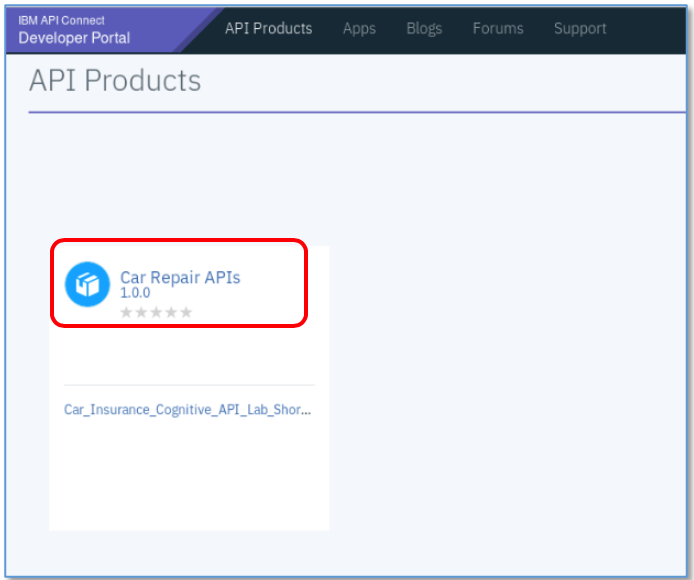 IBM API Connect
Developer Portal
API Products Apps Blogs Forums Support
API Products
Car Repair APIs
1.0.0
Car_Insurance_Cognitive_API_Lab_Shor...